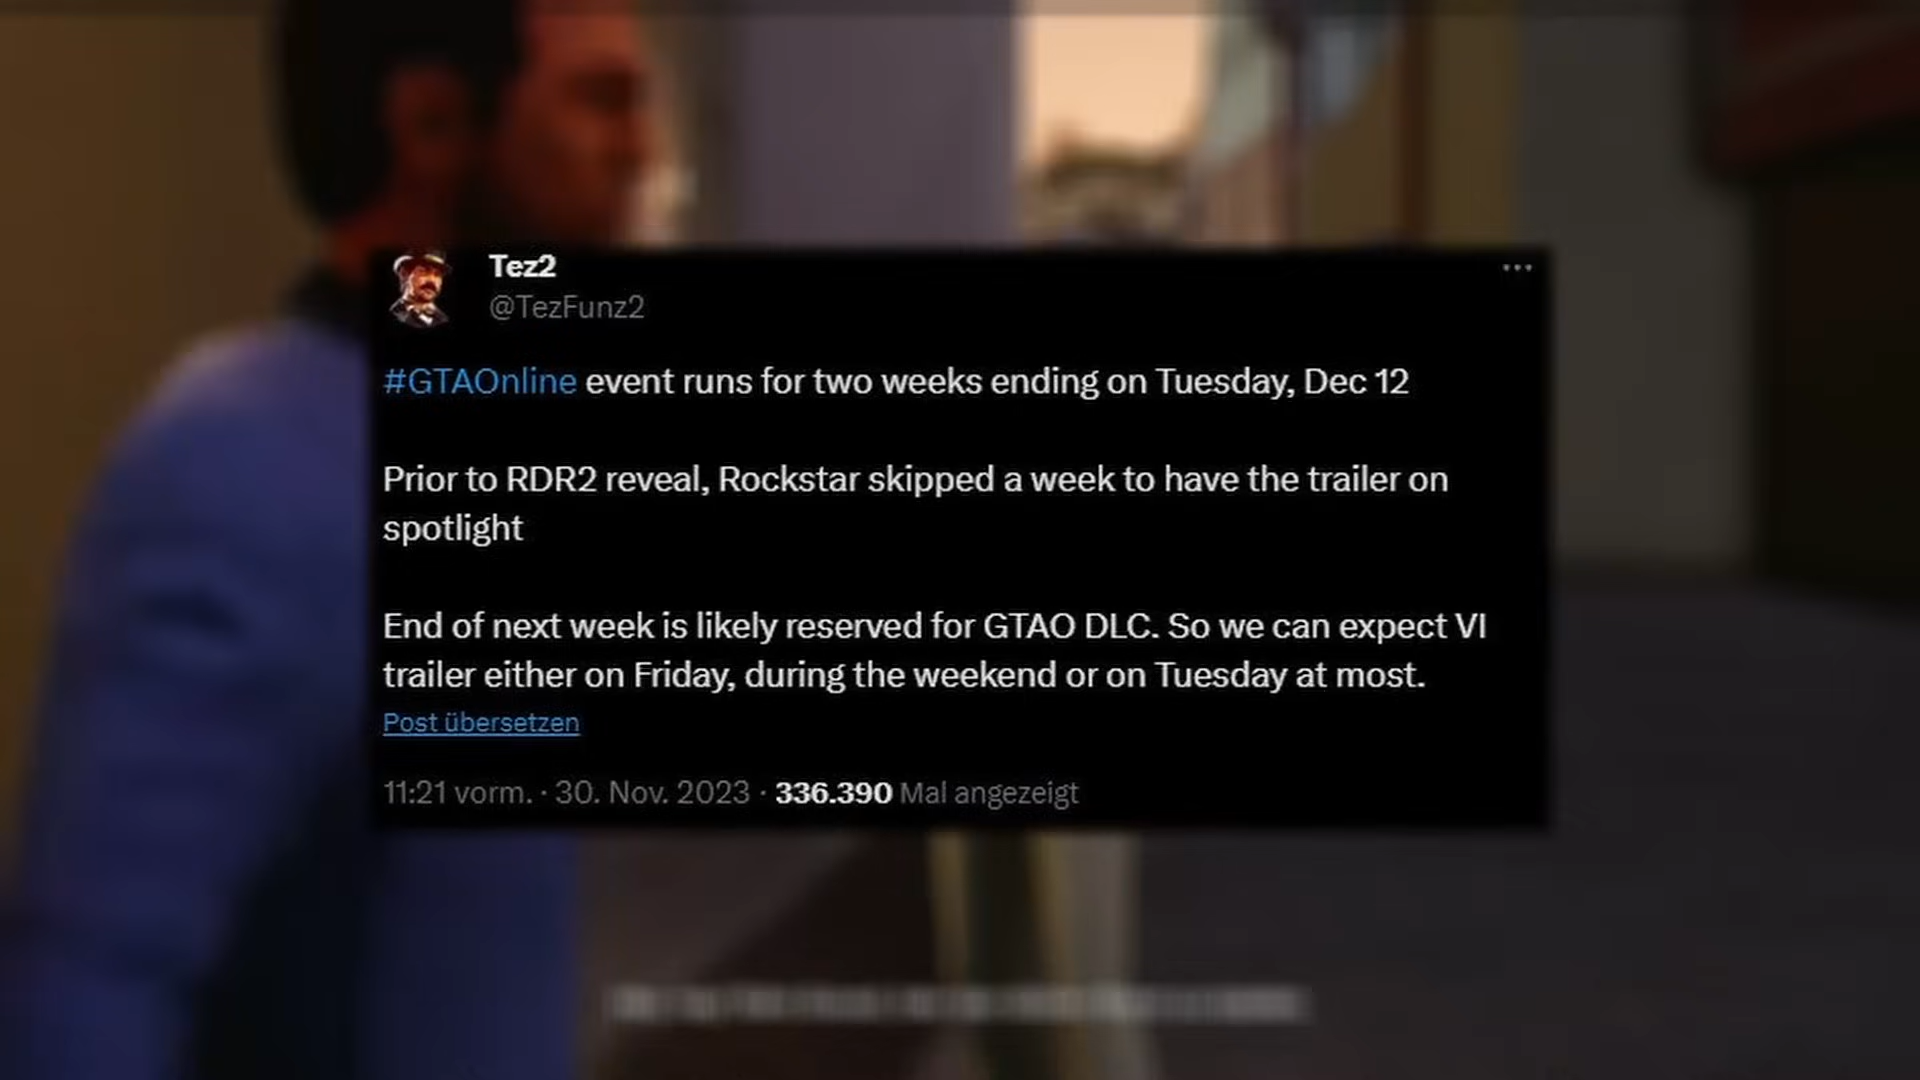 Tez2
@TezFunz2
#GTAOnline event runs for two weeks ending on Tuesday, Dec 12
Prior to RDR2 reveal, Rockstar skipped a week to have the trailer on
spotlight
End of next week is likely reserved for GTAO DLC. So we can expect VI
trailer either on Friday, during the weekend or on Tuesday at most.
Post übersetzen
11:21 vorm. · 30. Nov. 2023 · 336.390 Mal angezeigt